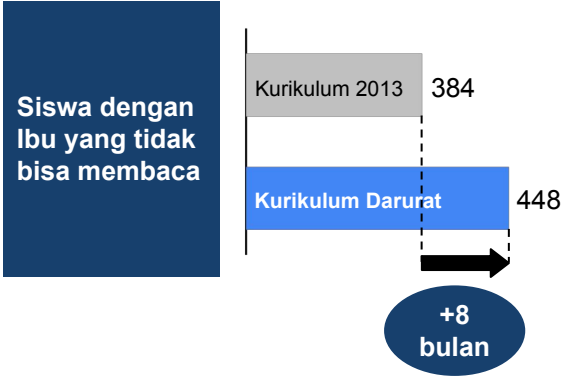 Siswa dengan
Ibu yang tidak
bisa membaca
Kurikulum 2013
384
Kurikulum Darurat
448
+8
bulan